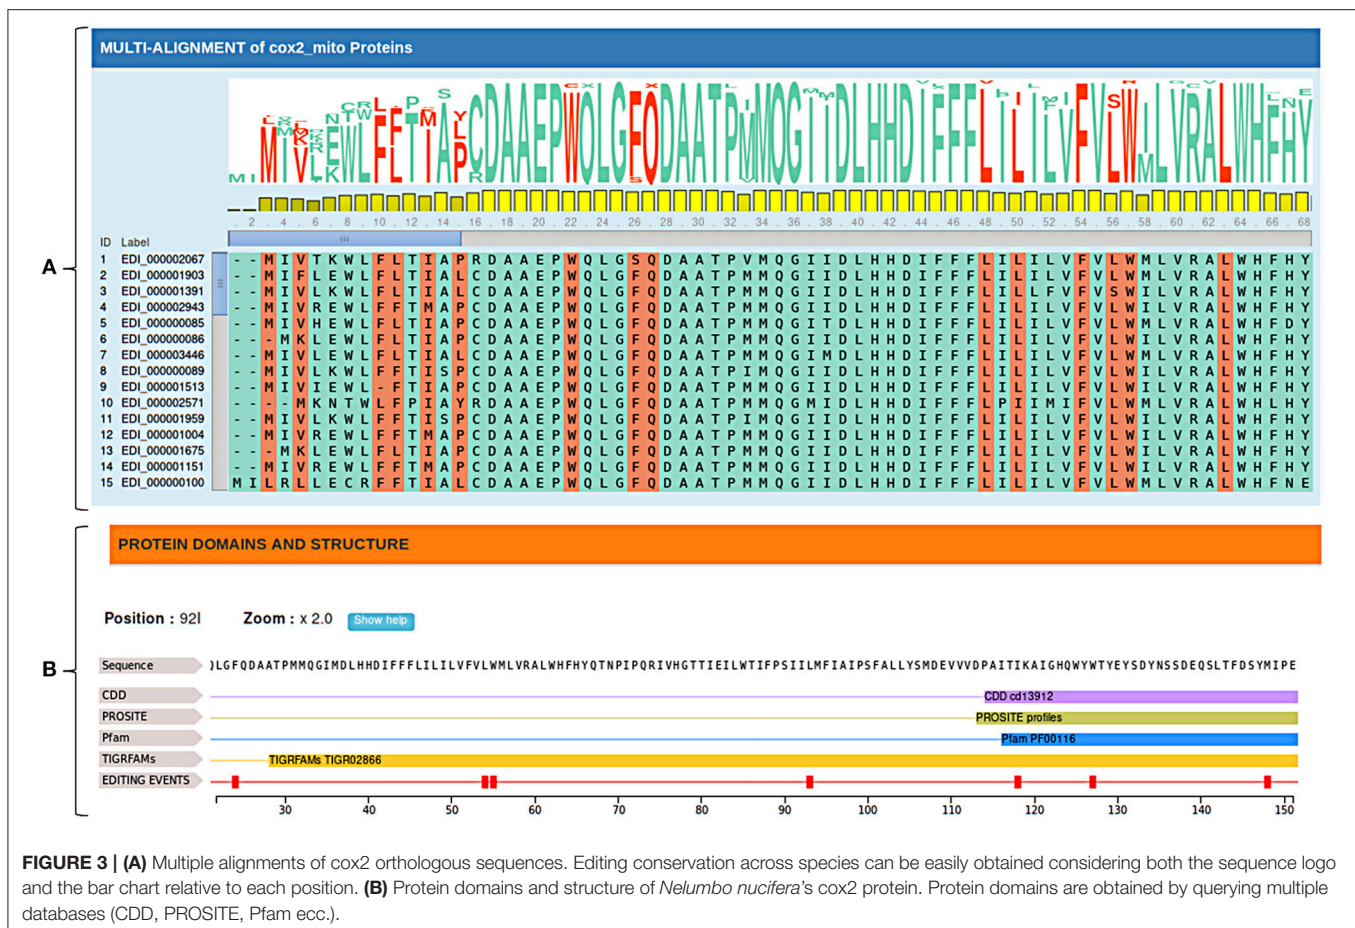 MULTI-ALIGNMENT of cox2_mito Proteins
. 2 . 4 . 6 . 8 . 10 . 12 . 14 . 16 . 18 . 20 . 22 . 24 . 26 . 28 . 30 . 32 . 34 . 36 . 38 . 40 . 42 . 44 . 46 . 48 . 50 . 52 . 54 . 56 . 58 . 60 . 62 . 64 . 66 . 68
ID Label
A
1 EDI_000002067 --MIVTKWLFLTIAPRDAAEPWQLGSQDAATPVMQGIIDLHHDIFFFLILILVFVLWMLVRALWHFHY
2 EDI_000001903 --MIFLEWLFLTIAPCDAAEPWQLGFQDAATPMMQGIIDLHHDIFFFLILILVFVLWILVRALWHFHY
3 EDI_000001391 --MIVLKWLFLTIALCDAAEPWQLGFQDAATPMMQGIIDLHHDIFFFLILLFVFVSWILVRALWHFHY
4 EDI_000002943 --MIVREWLFFTMAPCDAAEPWQLGFQDAATPMMQGIIDLHHDIFFFLILILVFVLWILVRALWHFHY
5 EDI_000000085 --MIVHEWLFLTIAPCDAAEPWQLGFQDAATPMMQGITDLHHDIFFFLILILVFVLWMLVRALWHFDY
6 EDI_000000086 ---MKLEWLFLTIAPCDAAEPWQLGFQDAATPMMQGIIDLHHDIFFFLILILVFVLWILVRALWHFHY
7 EDI_000003446 --MIVLEWLFLTIALCDAAEPWQLGFQDAATPMMQGIMDLHHDIFFFLILILVFVLWMLVRALWHFHY
8 EDI_000000089 --MIVLKWLFFTISPCDAAEPWQLGFQDAATPIMQGIIDLHHDIFFFLILILVFVLWILVRALWHFHY
9 EDI_000001513 --MIVIEWLF-FTIAPCDAAEPWQLGFQDAATPMMQGIIDLHHDIFFFLILILVFVLWILVRALWHFHY
10 EDI_000002571 ----MKNTWLFPIAYRDAAEPWQLGFQDAATPMMQGMIDLHHDIFFFLPIIMIFVLWMLVRALWHLHY
11 EDI_000001959 --MIVLKWLFFTISPCDAAEPWQLGFQDAATPIMQGIIDLHHDIFFFLILILVFVLWILVRALWHFHY
12 EDI_000001004 --MIVREWLFFTMAPCDAAEPWQLGFQDAATPMMQGIIDLHHDIFFFLILILVFVLWILVRALWHFHY
13 EDI_000001675 ---MKLEWLFLTIAPCDAAEPWQLGFQDAATPMMQGIIDLHHDIFFFLILILVFVLWILVRALWHFHY
14 EDI_000001151 --MIVREWLFFTMAPCDAAEPWQLGFQDAATPMMQGIIDLHHDIFFFLILILVFVLWILVRALWHFHY
15 EDI_000000100 MILRLLECRFFTIAPCDAAEPWQLGFQDAATPMMQGIIDLHHDIFFFLILILVFVLWMLVRALWHFNE
PROTEIN DOMAINS AND STRUCTURE
Position : 92I Zoom : x 2.0 Show help
B
Sequence QLGFQDAATPMMQGIMDLHHDIFFFLILILVFVLWMLVRALWHFHYQTNPIPQRIVHGTTIEILWTIFPSIILMFIAIPSFALLYSMDEVVVDPAITIKAIGHQWYWTYEYSDYNSSDEQSLTFDSYMIPE
CDD CDD cd13912
PROSITE PROSITE profiles
Pfam Pfam PF00116
TIGRFAMs TIGRFAMs TIGR02866
EDITING EVENTS
30 40 50 60 70 80 90 100 110 120 130 140 150
FIGURE 3 | (A) Multiple alignments of cox2 orthologous sequences. Editing conservation across species can be easily obtained considering both the sequence logo
and the bar chart relative to each position. (B) Protein domains and structure of Nelumbo nucifera's cox2 protein. Protein domains are obtained by querying multiple
databases (CDD, PROSITE, Pfam ecc.).